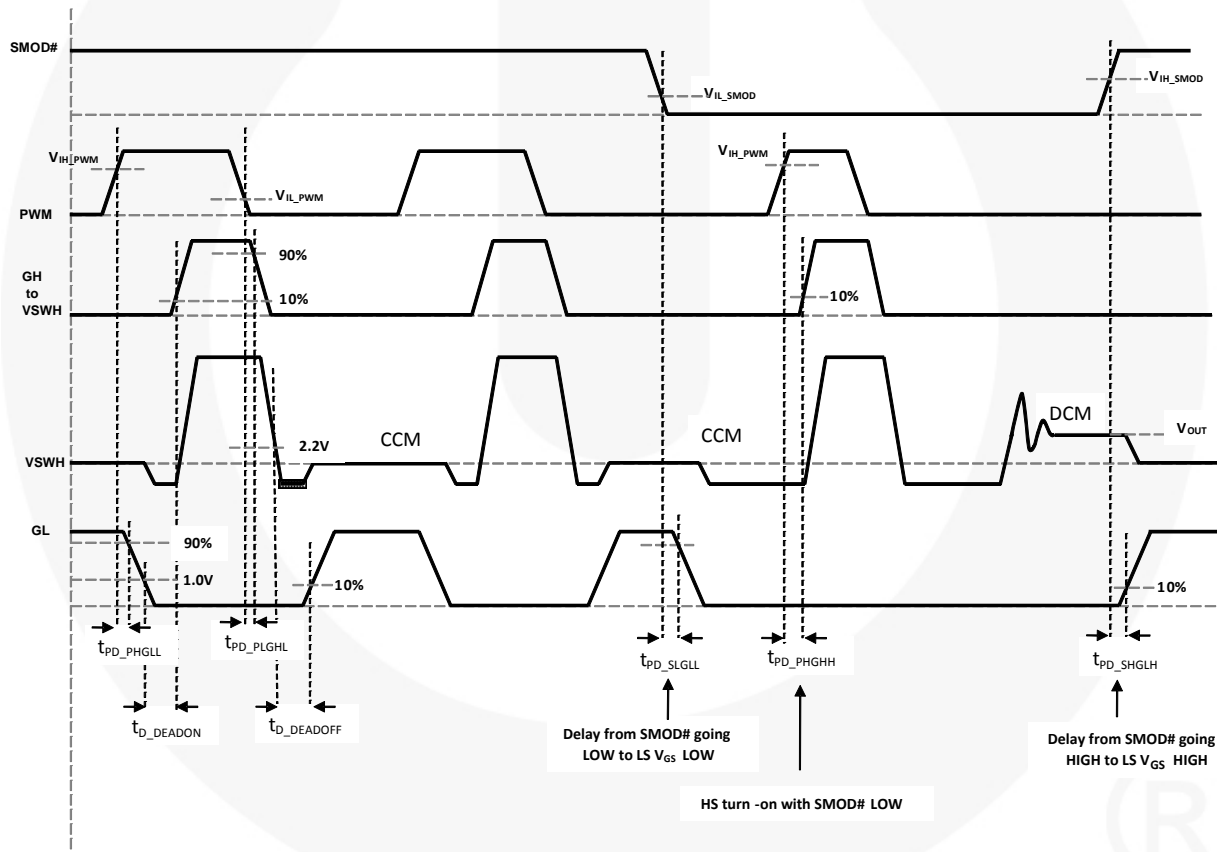 SMOD#
V_IL_SMOD
V_IH_SMOD
V_IH_PWM
V_IL_PWM
V_IH_PWM
PWM
90%
GH
to
VSWH
10%
10%
2.2V
CCM
CCM
DCM
V_OUT
VSWH
GL
90%
1.0V
10%
10%
t_PD_PHGLL
t_PD_PLGHL
t_PD_SLGLL
t_PD_PHGHH
t_PD_SHGLH
t_D_DEADON
t_D_DEADOFF
Delay from SMOD# going
LOW to LS V_GS LOW
Delay from SMOD# going
HIGH to LS V_GS HIGH
HS turn -on with SMOD# LOW
(R